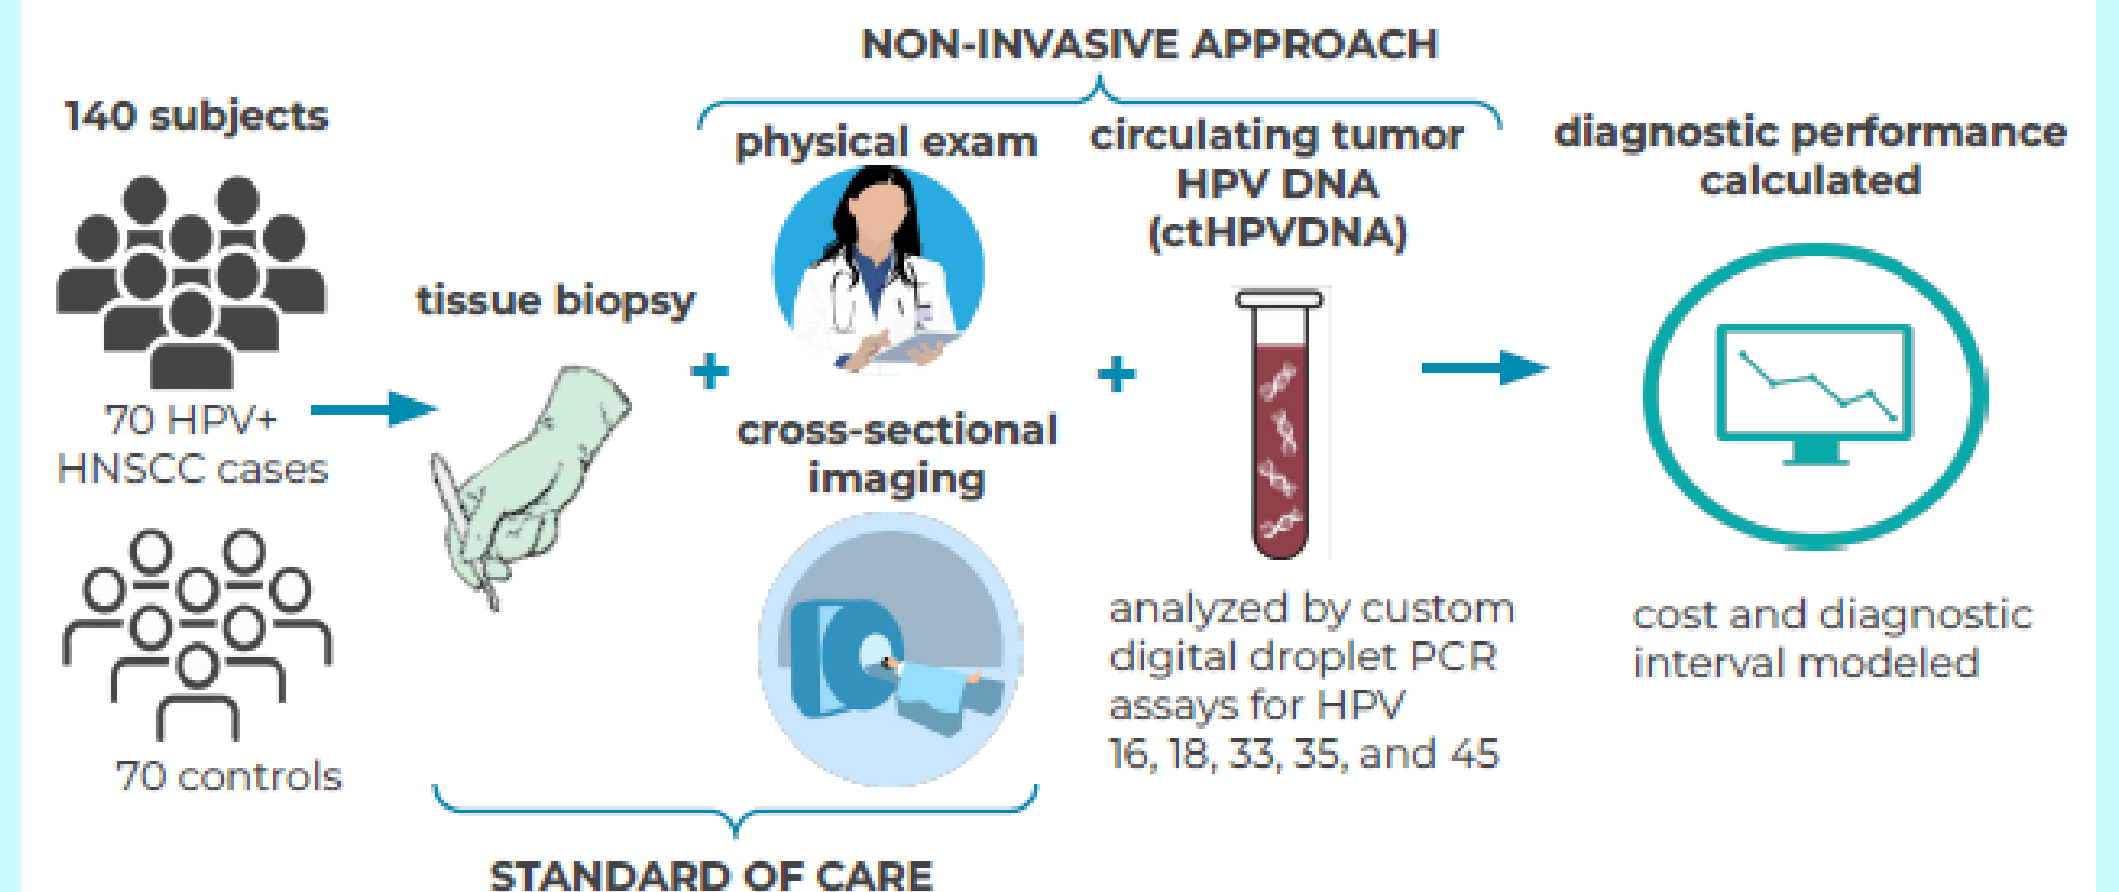 NON-INVASIVE APPROACH
140 subjects
70 HPV+
HNSCC cases
70 controls
tissue biopsy
+
physical exam
cross-sectional
imaging
+
circulating tumor
HPV DNA
(ctHPVDNA)
analyzed by custom
digital droplet PCR
assays for HPV
16, 18, 33, 35, and 45
diagnostic performance
calculated
cost and diagnostic
interval modeled
STANDARD OF CARE